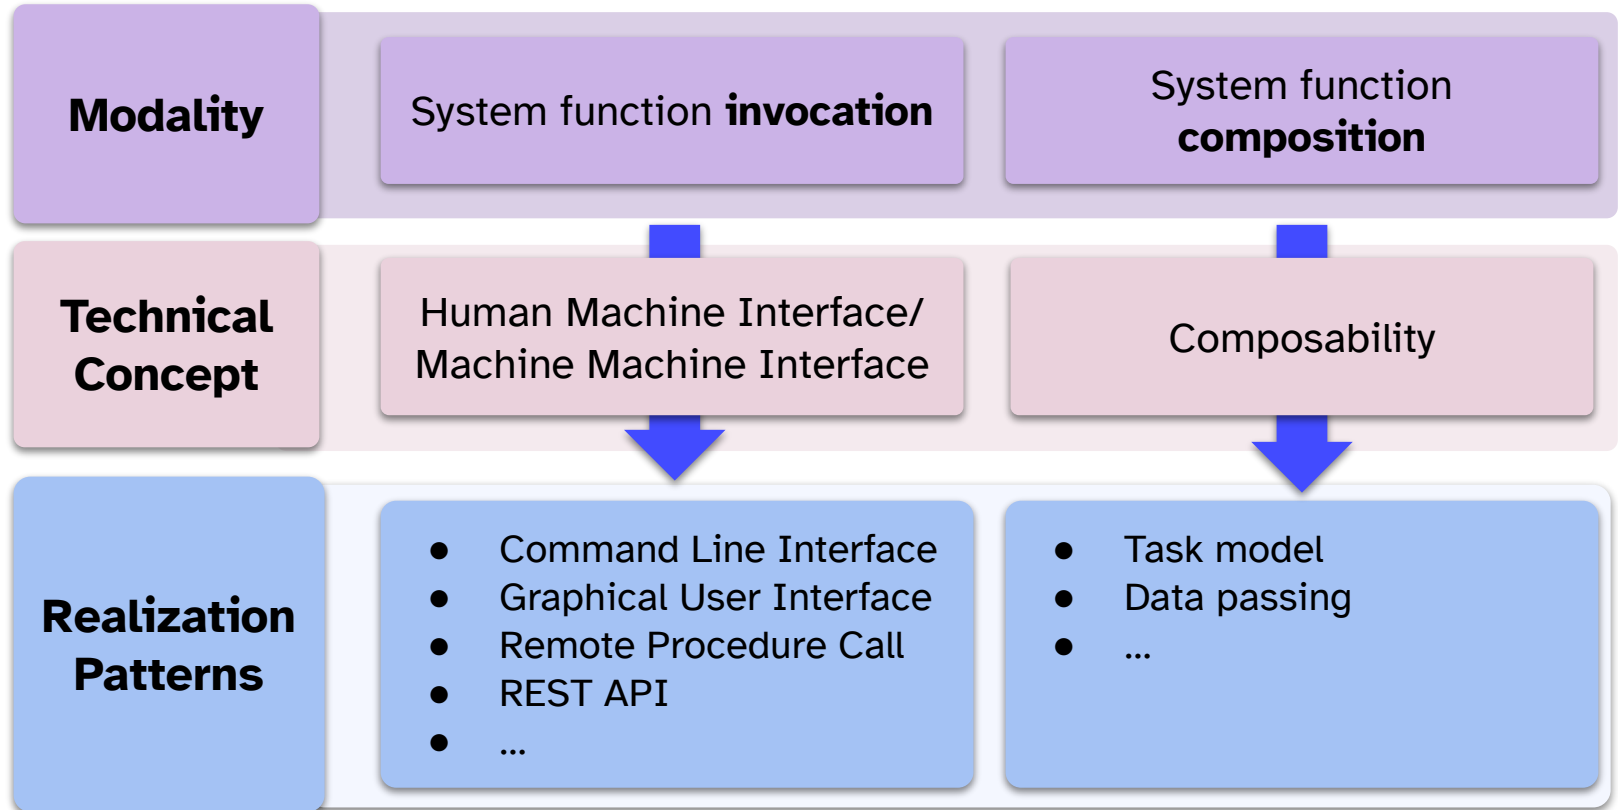 Modality
System function invocation
System function
composition
Technical
Concept
Human Machine Interface/
Machine Machine Interface
Composability
Realization
Patterns
● Command Line Interface
● Graphical User Interface
● Remote Procedure Call
● REST API
● ...
● Task model
● Data passing
● ...